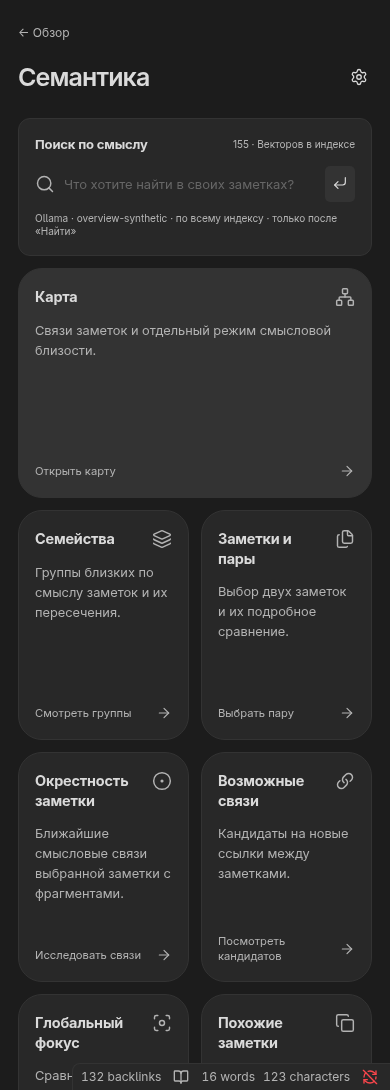 ← Обзор
Семантика
Поиск по смыслу
155 · Векторов в индексе
Что хотите найти в своих заметках?
Ollama · overview-synthetic · по всему индексу · только после
«Найти»
Карта
Связи заметок и отдельный режим смысловой
близости.
Открыть карту
Семейства
Группы близких по
смыслу заметок и их
пересечения.
Смотреть группы
Заметки и
пары
Выбор двух заметок
и их подробное
сравнение.
Выбрать пару
Окрестность
заметки
Ближайшие
смысловые связи
выбранной заметки с
фрагментами.
Исследовать связи
Возможные
связи
Кандидаты на новые
ссылки между
заметками.
Посмотреть
кандидатов
Глобальный
фокус
Похожие
заметки
132 backlinks
16 words
123 characters